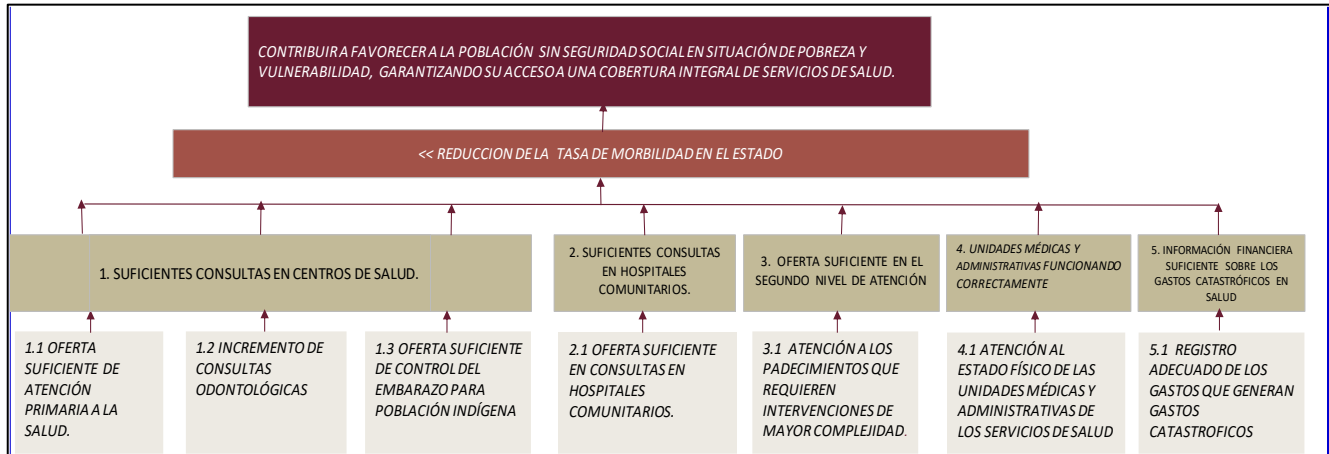 CONTRIBUIR A FAVORECER A LA POBLACIÓN SIN SEGURIDAD SOCIAL EN SITUACIÓN DE POBREZA Y
VULNERABILIDAD, GARANTIZANDO SU ACCESO A UNA COBERTURA INTEGRAL DE SERVICIOS DE SALUD.
<< REDUCCION DE LA TASA DE MORBILIDAD EN EL ESTADO
1. SUFICIENTES CONSULTAS EN CENTROS DE SALUD.
2. SUFICIENTES CONSULTAS
EN HOSPITALES
COMUNITARIOS.
3. OFERTA SUFICIENTE EN EL
SEGUNDO NIVEL DE ATENCIÓN
4. UNIDADES MÉDICAS Y
ADMINISTRATIVAS FUNCIONANDO
CORRECTAMENTE
5. INFORMACIÓN FINANCIERA
SUFICIENTE SOBRE LOS
GASTOS CATASTRÓFICOS EN
SALUD
1.1 OFERTA
SUFICIENTE DE
ATENCIÓN
PRIMARIA A LA
SALUD.
1.2 INCREMENTO DE
CONSULTAS
ODONTOLÓGICAS
1.3 OFERTA SUFICIENTE
DE CONTROL DEL
EMBARAZO PARA
POBLACIÓN INDÍGENA
2.1 OFERTA SUFICIENTE
EN CONSULTAS EN
HOSPITALES
COMUNITARIOS.
3.1 ATENCIÓN A LOS
PADECIMIENTOS QUE
REQUIEREN
INTERVENCIONES DE
MAYOR COMPLEJIDAD.
4.1 ATENCIÓN AL
ESTADO FÍSICO DE LAS
UNIDADES MÉDICAS Y
ADMINISTRATIVAS DE
LOS SERVICIOS DE SALUD
5.1 REGISTRO
ADECUADO DE LOS
GASTOS QUE GENERAN
GASTOS
CATASTROFICOS